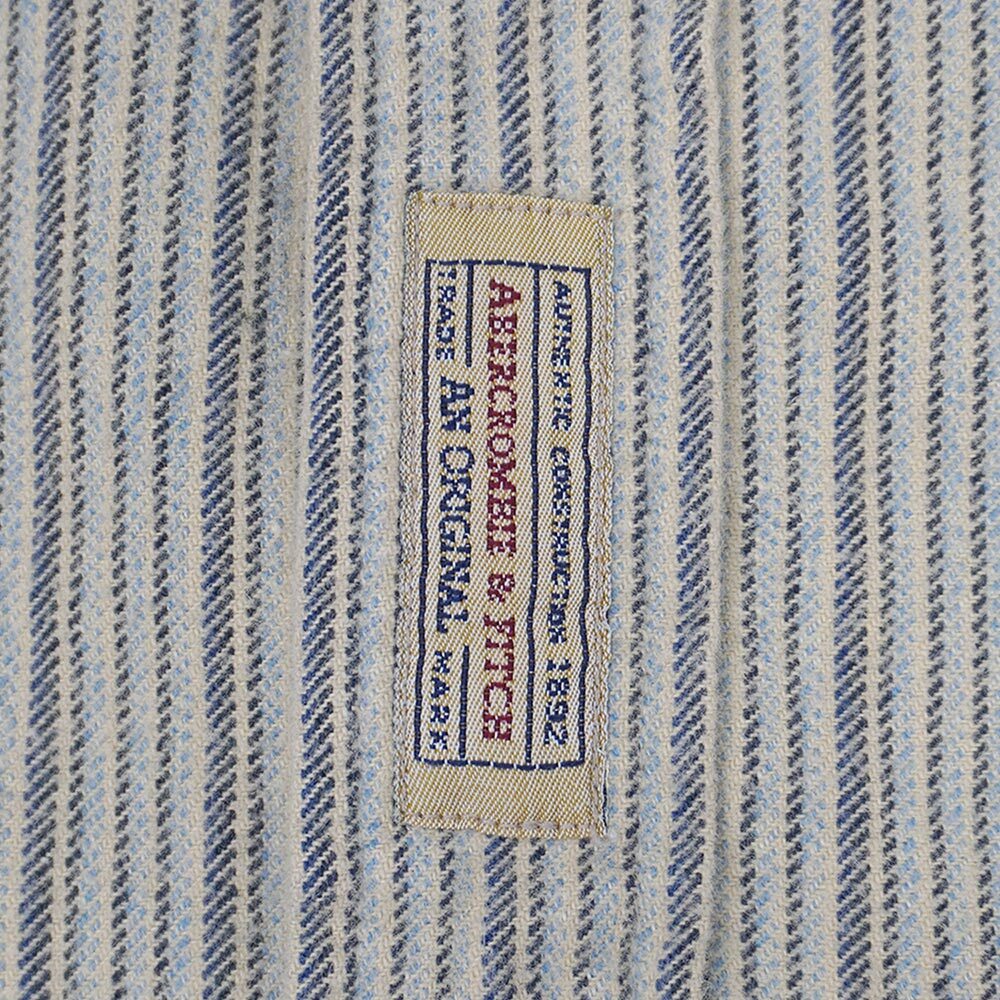 AUTHENTIC CONSTRUCTION 1892
ABERCROMBIE & FITCH
TRADE AN ORIGINAL MARK